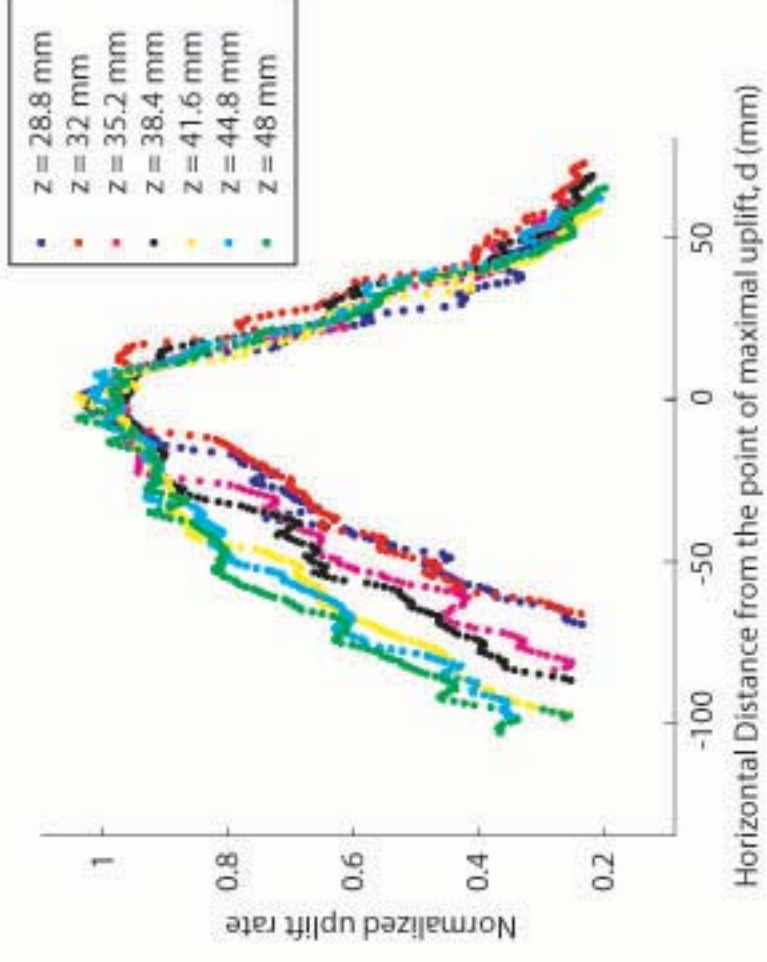 z = 28.8 mm
z = 32 mm
z = 35.2 mm
z = 38.4 mm
z = 41.6 mm
z = 44.8 mm
z = 48 mm
Normalized uplift rate
1
0.8
0.6
0.4
0.2
-100
-50
0
50
Horizontal Distance from the point of maximal uplift, d (mm)